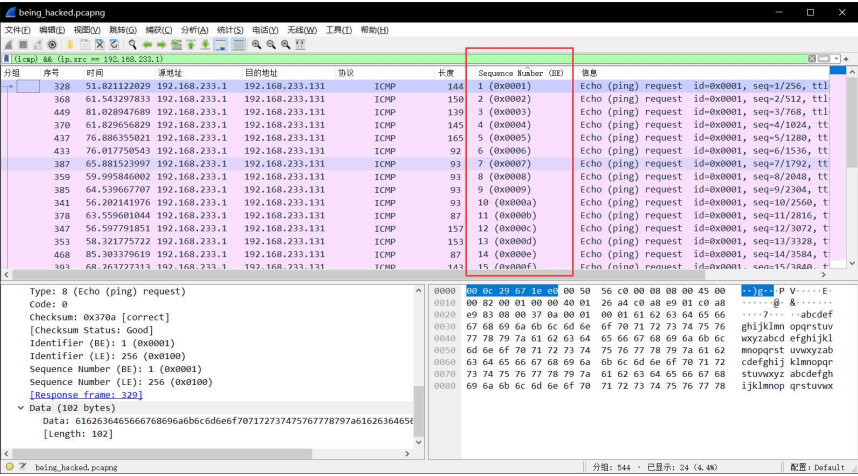 being_hacked.pcapng
文件(F) 编辑(E) 视图(V) 跳转(G) 捕获(C) 分析(A) 统计(S) 电话(Y) 无线(W) 工具(T) 帮助(H)
(icmp) && (ip.src == 192.168.233.1)
分组 序号 时间 源地址 目的地址 协议 长度 Sequence Number (BE) 信息
328 51.821122029 192.168.233.1 192.168.233.131 ICMP 144 1 (0x0001) Echo (ping) request id=0x0001, seq=1/256, ttl
368 61.543297833 192.168.233.1 192.168.233.131 ICMP 150 2 (0x0002) Echo (ping) request id=0x0001, seq=2/512, ttl
449 81.028947689 192.168.233.1 192.168.233.131 ICMP 139 3 (0x0003) Echo (ping) request id=0x0001, seq=3/768, ttl
370 61.829656829 192.168.233.1 192.168.233.131 ICMP 145 4 (0x0004) Echo (ping) request id=0x0001, seq=4/1024, tt
437 76.886355021 192.168.233.1 192.168.233.131 ICMP 165 5 (0x0005) Echo (ping) request id=0x0001, seq=5/1280, tt
433 76.017750543 192.168.233.1 192.168.233.131 ICMP 92 6 (0x0006) Echo (ping) request id=0x0001, seq=6/1536, tt
387 65.881523997 192.168.233.1 192.168.233.131 ICMP 93 7 (0x0007) Echo (ping) request id=0x0001, seq=7/1792, tt
359 59.995846002 192.168.233.1 192.168.233.131 ICMP 93 8 (0x0008) Echo (ping) request id=0x0001, seq=8/2048, tt
385 64.539667707 192.168.233.1 192.168.233.131 ICMP 93 9 (0x0009) Echo (ping) request id=0x0001, seq=9/2304, tt
341 56.202141976 192.168.233.1 192.168.233.131 ICMP 93 10 (0x000a) Echo (ping) request id=0x0001, seq=10/2560, t
378 63.559601044 192.168.233.1 192.168.233.131 ICMP 87 11 (0x000b) Echo (ping) request id=0x0001, seq=11/2816, t
347 56.597791851 192.168.233.1 192.168.233.131 ICMP 157 12 (0x000c) Echo (ping) request id=0x0001, seq=12/3072, t
353 58.321775722 192.168.233.1 192.168.233.131 ICMP 153 13 (0x000d) Echo (ping) request id=0x0001, seq=13/3328, t
468 85.303379619 192.168.233.1 192.168.233.131 ICMP 87 14 (0x000e) Echo (ping) request id=0x0001, seq=14/3584, t
393 68.263727313 192.168.233.1 192.168.233.131 ICMP 143 15 (0x000f) Echo (ping) request id=0x0001, seq=15/3840, t
Type: 8 (Echo (ping) request)
Code: 0
Checksum: 0x370a [correct]
[Checksum Status: Good]
Identifier (BE): 1 (0x0001)
Identifier (LE): 256 (0x0100)
Sequence Number (BE): 1 (0x0001)
Sequence Number (LE): 256 (0x0100)
[Response frame: 329]
Data (102 bytes)
Data: 6162636465666768696a6b6c6d6e6f707172737475767778797a61626364656
[Length: 102]
0000 00 0c 29 67 1e e0 00 50 56 c0 00 08 08 00 45 00 ··)g···P V·····E·
0010 00 82 00 01 00 00 40 01 26 a4 c0 a8 e9 01 c0 a8 ······@· &·······
0020 e9 83 08 00 37 0a 00 01 00 01 61 62 63 64 65 66 ····7··· ··abcdef
0030 67 68 69 6a 6b 6c 6d 6e 6f 70 71 72 73 74 75 76 ghijklmn opqrstuv
0040 77 78 79 7a 61 62 63 64 65 66 67 68 69 6a 6b 6c wxyzabcd efghijkl
0050 6d 6e 6f 70 71 72 73 74 75 76 77 78 79 7a 61 62 mnopqrst uvwxyzab
0060 63 64 65 66 67 68 69 6a 6b 6c 6d 6e 6f 70 71 72 cdefghij klmnopqr
0070 73 74 75 76 77 78 79 7a 61 62 63 64 65 66 67 68 stuvwxyz abcdefgh
0080 69 6a 6b 6c 6d 6e 6f 70 71 72 73 74 75 76 77 78 ijklmnop qrstuvwx
being_hacked.pcapng 分组: 544 · 已显示: 24 (4.4%) 配置: Default